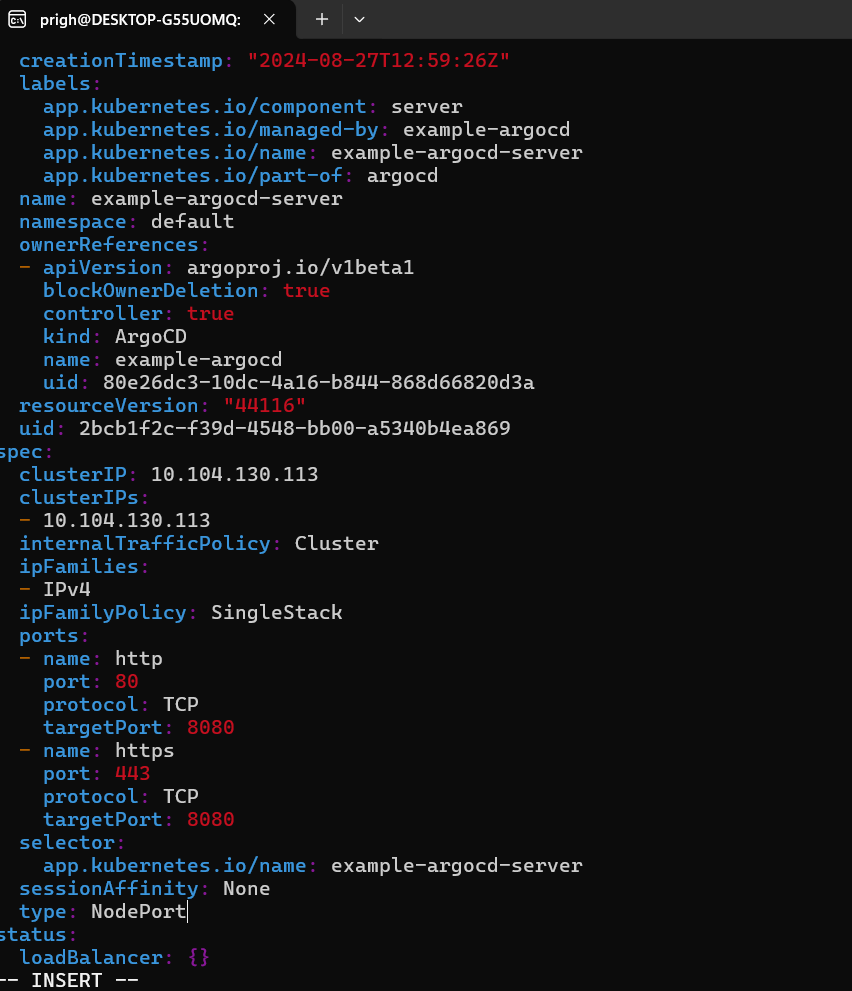 prigh@DESKTOP-G55UOMQ:
  creationTimestamp: "2024-08-27T12:59:26Z"
  labels:
    app.kubernetes.io/component: server
    app.kubernetes.io/managed-by: example-argocd
    app.kubernetes.io/name: example-argocd-server
    app.kubernetes.io/part-of: argocd
  name: example-argocd-server
  namespace: default
  ownerReferences:
  - apiVersion: argoproj.io/v1beta1
    blockOwnerDeletion: true
    controller: true
    kind: ArgoCD
    name: example-argocd
    uid: 80e26dc3-10dc-4a16-b844-868d66820d3a
  resourceVersion: "44116"
  uid: 2bcb1f2c-f39d-4548-bb00-a5340b4ea869
spec:
  clusterIP: 10.104.130.113
  clusterIPs:
  - 10.104.130.113
  internalTrafficPolicy: Cluster
  ipFamilies:
  - IPv4
  ipFamilyPolicy: SingleStack
  ports:
  - name: http
    port: 80
    protocol: TCP
    targetPort: 8080
  - name: https
    port: 443
    protocol: TCP
    targetPort: 8080
  selector:
    app.kubernetes.io/name: example-argocd-server
  sessionAffinity: None
  type: NodePort
status:
  loadBalancer: {}
-- INSERT --